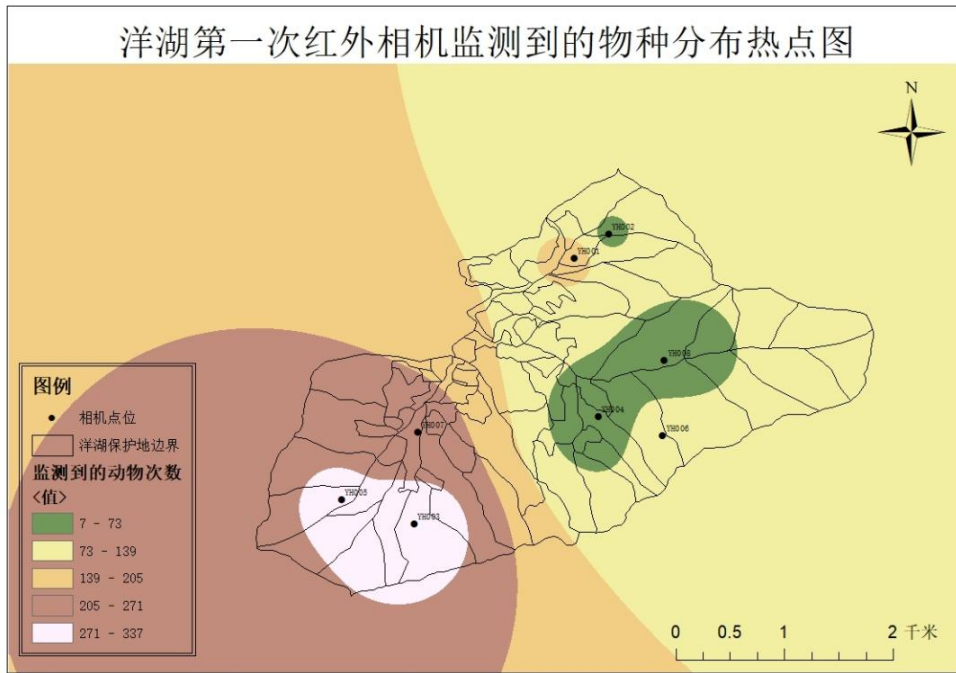 洋湖第一次红外相机监测到的物种分布热点图
N
YH002
YH001
YH004
YH006
YH007
YH005
YH003
图例
相机点位
洋湖保护地边界
监测到的动物次数
<值>
7 - 73
73 - 139
139 - 205
205 - 271
271 - 337
0 0.5 1 2 千米